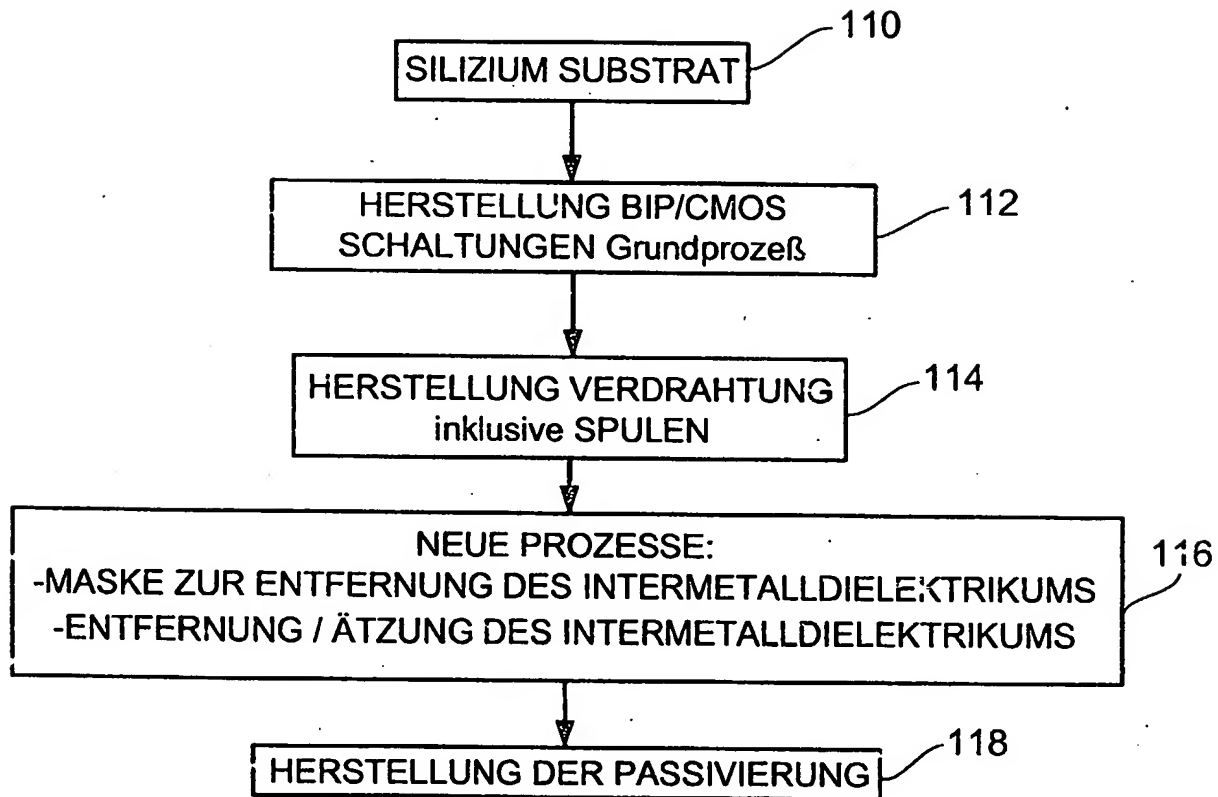 110
SILIZIUM SUBSTRAT
112
HERSTELLUNG BIP/CMOS
SCHALTUNGEN Grundprozeß
114
HERSTELLUNG VERDRAHTUNG
inklusive SPULEN
116
NEUE PROZESSE:
-MASKE ZUR ENTFERNUNG DES INTERMETALLDIELEKTRIKUMS
-ENTFERNUNG / ÄTZUNG DES INTERMETALLDIELEKTRIKUMS
118
HERSTELLUNG DER PASSIVIERUNG